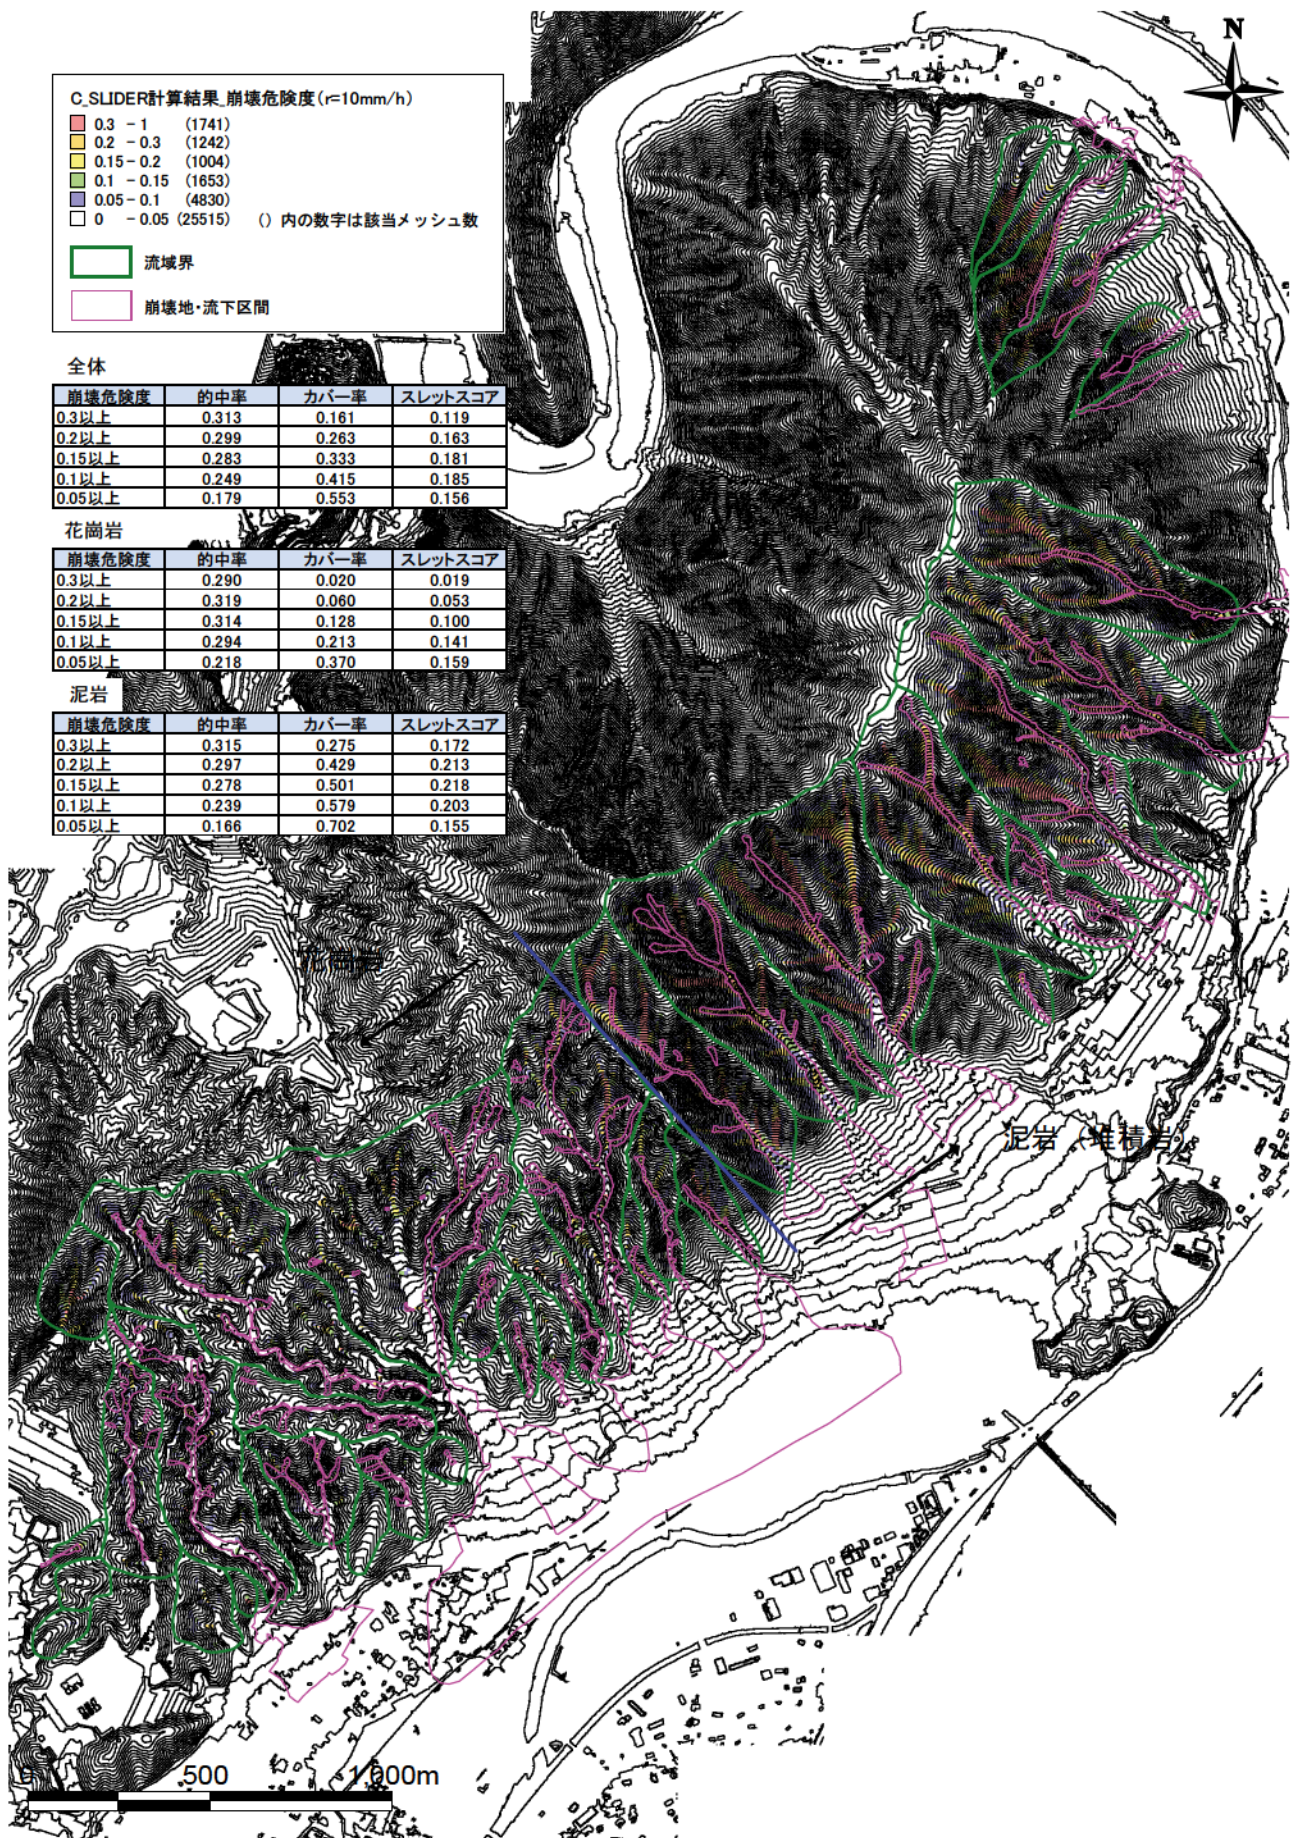 N
C_SLIDER計算結果_崩壊危険度(r=10mm/h)
0.3 - 1 (1741)
0.2 - 0.3 (1242)
0.15 - 0.2 (1004)
0.1 - 0.15 (1653)
0.05 - 0.1 (4830)
0 - 0.05 (25515) () 内の数字は該当メッシュ数
流域界
崩壊地・流下区間
全体
崩壊危険度 的中率 カバー率 スレットスコア
0.3以上 0.313 0.161 0.119
0.2以上 0.299 0.263 0.163
0.15以上 0.283 0.333 0.181
0.1以上 0.249 0.415 0.185
0.05以上 0.179 0.553 0.156
花崗岩
崩壊危険度 的中率 カバー率 スレットスコア
0.3以上 0.290 0.020 0.019
0.2以上 0.319 0.060 0.053
0.15以上 0.314 0.128 0.100
0.1以上 0.294 0.213 0.141
0.05以上 0.218 0.370 0.159
泥岩
崩壊危険度 的中率 カバー率 スレットスコア
0.3以上 0.315 0.275 0.172
0.2以上 0.297 0.429 0.213
0.15以上 0.278 0.501 0.218
0.1以上 0.239 0.579 0.203
0.05以上 0.166 0.702 0.155
花崗岩
泥岩(堆積岩)
0 500 1,000m